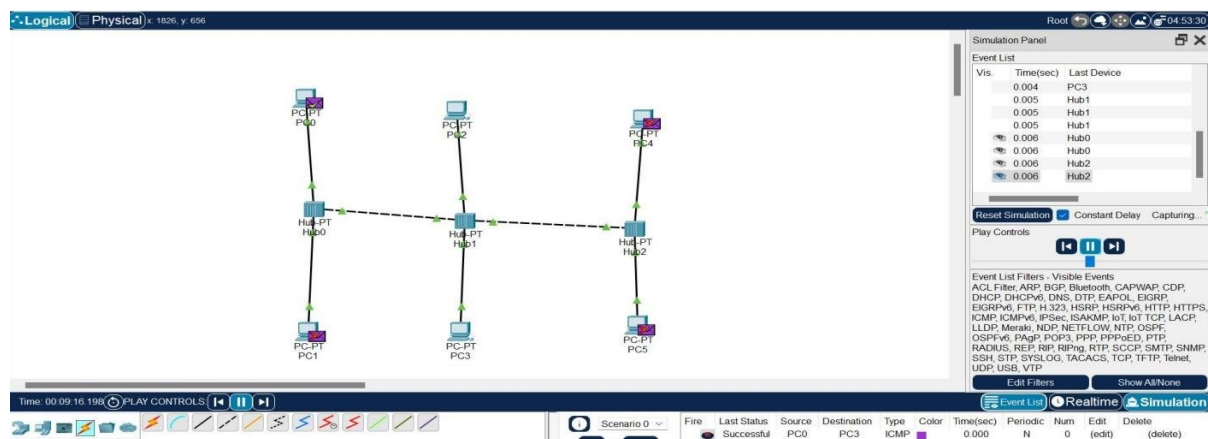 Logical Physical x: 1826, y: 656 Root 04:53:30
Simulation Panel
Event List
Vis. Time(sec) Last Device
0.004 PC3
0.005 Hub1
0.005 Hub1
0.005 Hub1
0.006 Hub0
0.006 Hub0
0.006 Hub2
0.006 Hub2
Reset Simulation Constant Delay Capturing...
Play Controls
Event List Filters - Visible Events
ACL Filter, ARP, BGP, Bluetooth, CAPWAP, CDP,
DHCP, DHCPv6, DNS, DTP, EAPOL, EIGRP,
EIGRPv6, FTP, H.323, HSRP, HSRPv6, HTTP, HTTPS,
ICMP, ICMPv6, IPSec, ISAKMP, IoT, IoT TCP, LACP,
LLDP, Meraki, NDP, NETFLOW, NTP, OSPF,
OSPFv6, PAgP, POP3, PPP, PPPoED, PTP,
RADIUS, REP, RIP, RIPng, RTP, SCCP, SMTP, SNMP,
SSH, STP, SYSLOG, TACACS, TCP, TFTP, Telnet,
UDP, USB, VTP
Edit Filters Show All/None
PC-PT
PC0
PC-PT
PC2
PC-PT
PC4
Hub-PT
Hub0
Hub-PT
Hub1
Hub-PT
Hub2
PC-PT
PC1
PC-PT
PC3
PC-PT
PC5
Time: 00:09:16.198 PLAY CONTROLS: Event List Realtime Simulation
Scenario 0 Fire Last Status Source Destination Type Color Time(sec) Periodic Num Edit Delete
Successful PC0 PC3 ICMP 0.000 N 0 (edit) (delete)